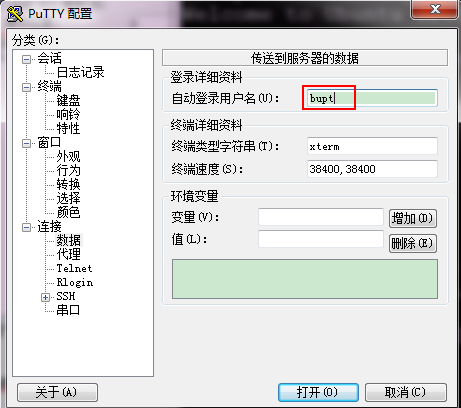 PuTTY 配置
分类(G):
会话
日志记录
终端
键盘
响铃
特性
窗口
外观
行为
转换
选择
颜色
连接
数据
代理
Telnet
Rlogin
SSH
串口
传送到服务器的数据
登录详细资料
自动登录用户名(U): bupt
终端详细资料
终端类型字符串(T): xterm
终端速度(S): 38400,38400
环境变量
变量(V): 增加(D)
值(L): 删除(E)
关于(A) 打开(O) 取消(C)